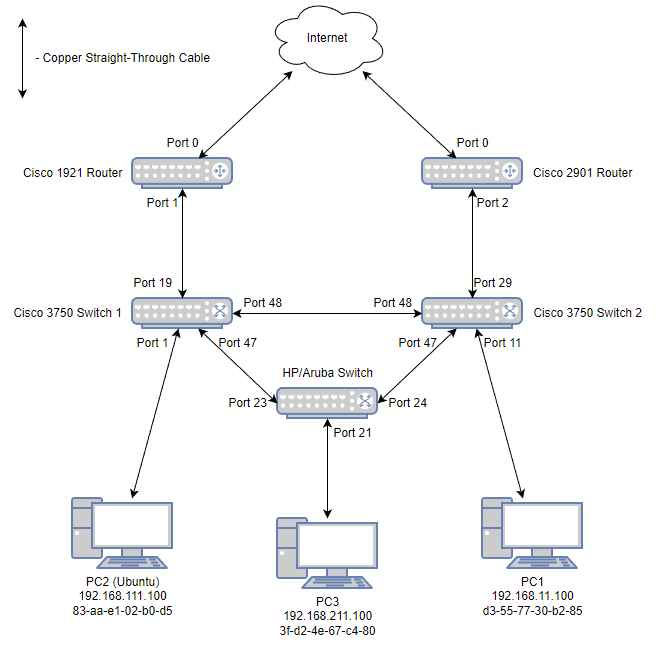 Internet
- Copper Straight-Through Cable
Port 0
Port 0
Cisco 1921 Router
Cisco 2901 Router
Port 1
Port 2
Port 19
Port 29
Cisco 3750 Switch 1
Port 48
Port 48
Cisco 3750 Switch 2
Port 1
Port 47
Port 47
Port 11
HP/Aruba Switch
Port 23
Port 24
Port 21
PC2 (Ubuntu)
192.168.111.100
83-aa-e1-02-b0-d5
PC3
192.168.211.100
3f-d2-4e-67-c4-80
PC1
192.168.11.100
d3-55-77-30-b2-85